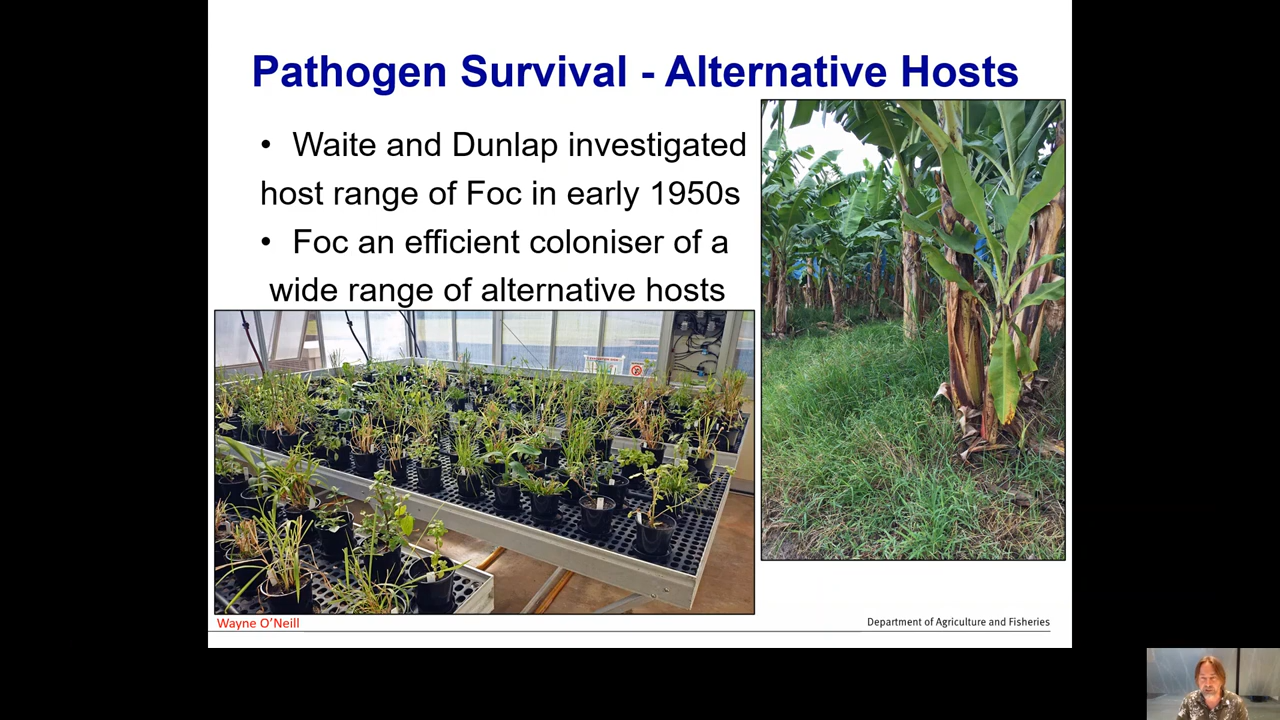 Pathogen Survival - Alternative Hosts
• Waite and Dunlap investigated
host range of Foc in early 1950s
• Foc an efficient coloniser of a
wide range of alternative hosts
Wayne O'Neill
Department of Agriculture and Fisheries